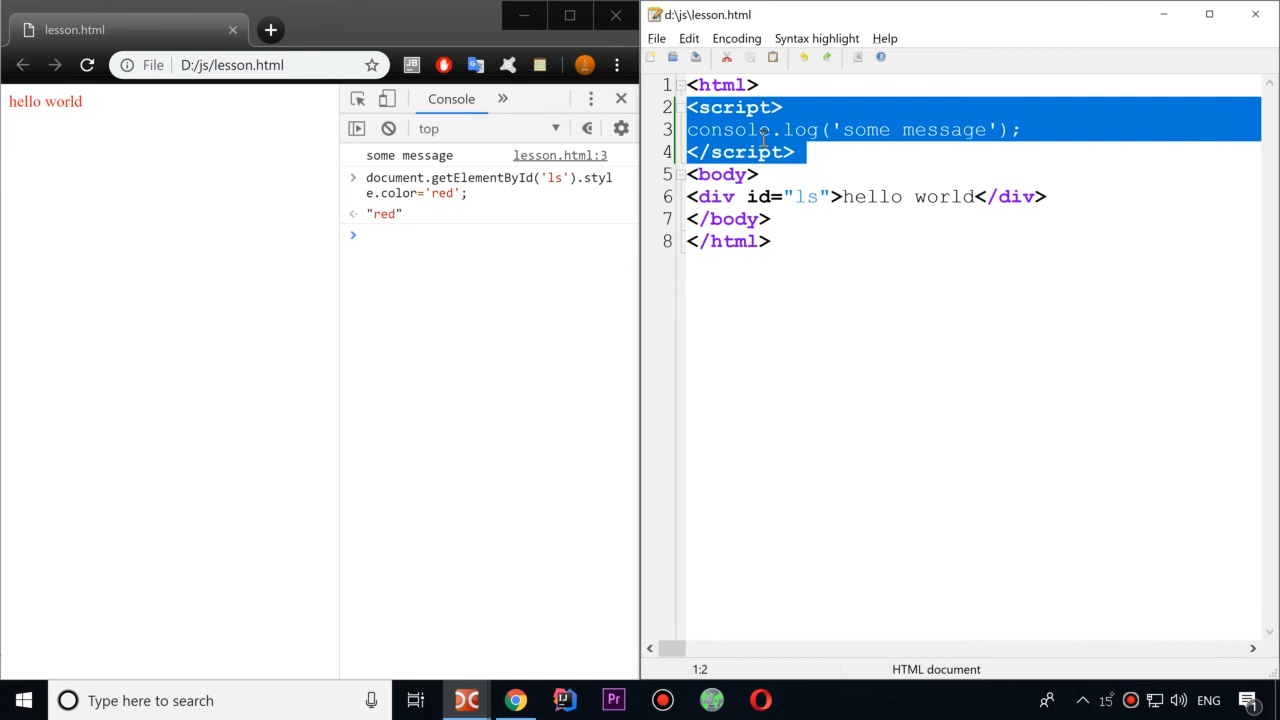 lesson.html
File D:/js/lesson.html
hello world
Console
top
some message lesson.html:3
document.getElementById('ls').styl
e.color='red';
"red"
d:\js\lesson.html
File Edit Encoding Syntax highlight Help
1 <html>
2 <script>
3 console.log('some message');
4 </script>
5 <body>
6 <div id="ls">hello world</div>
7 </body>
8 </html>
1:2 HTML document
Type here to search
15° ENG
1